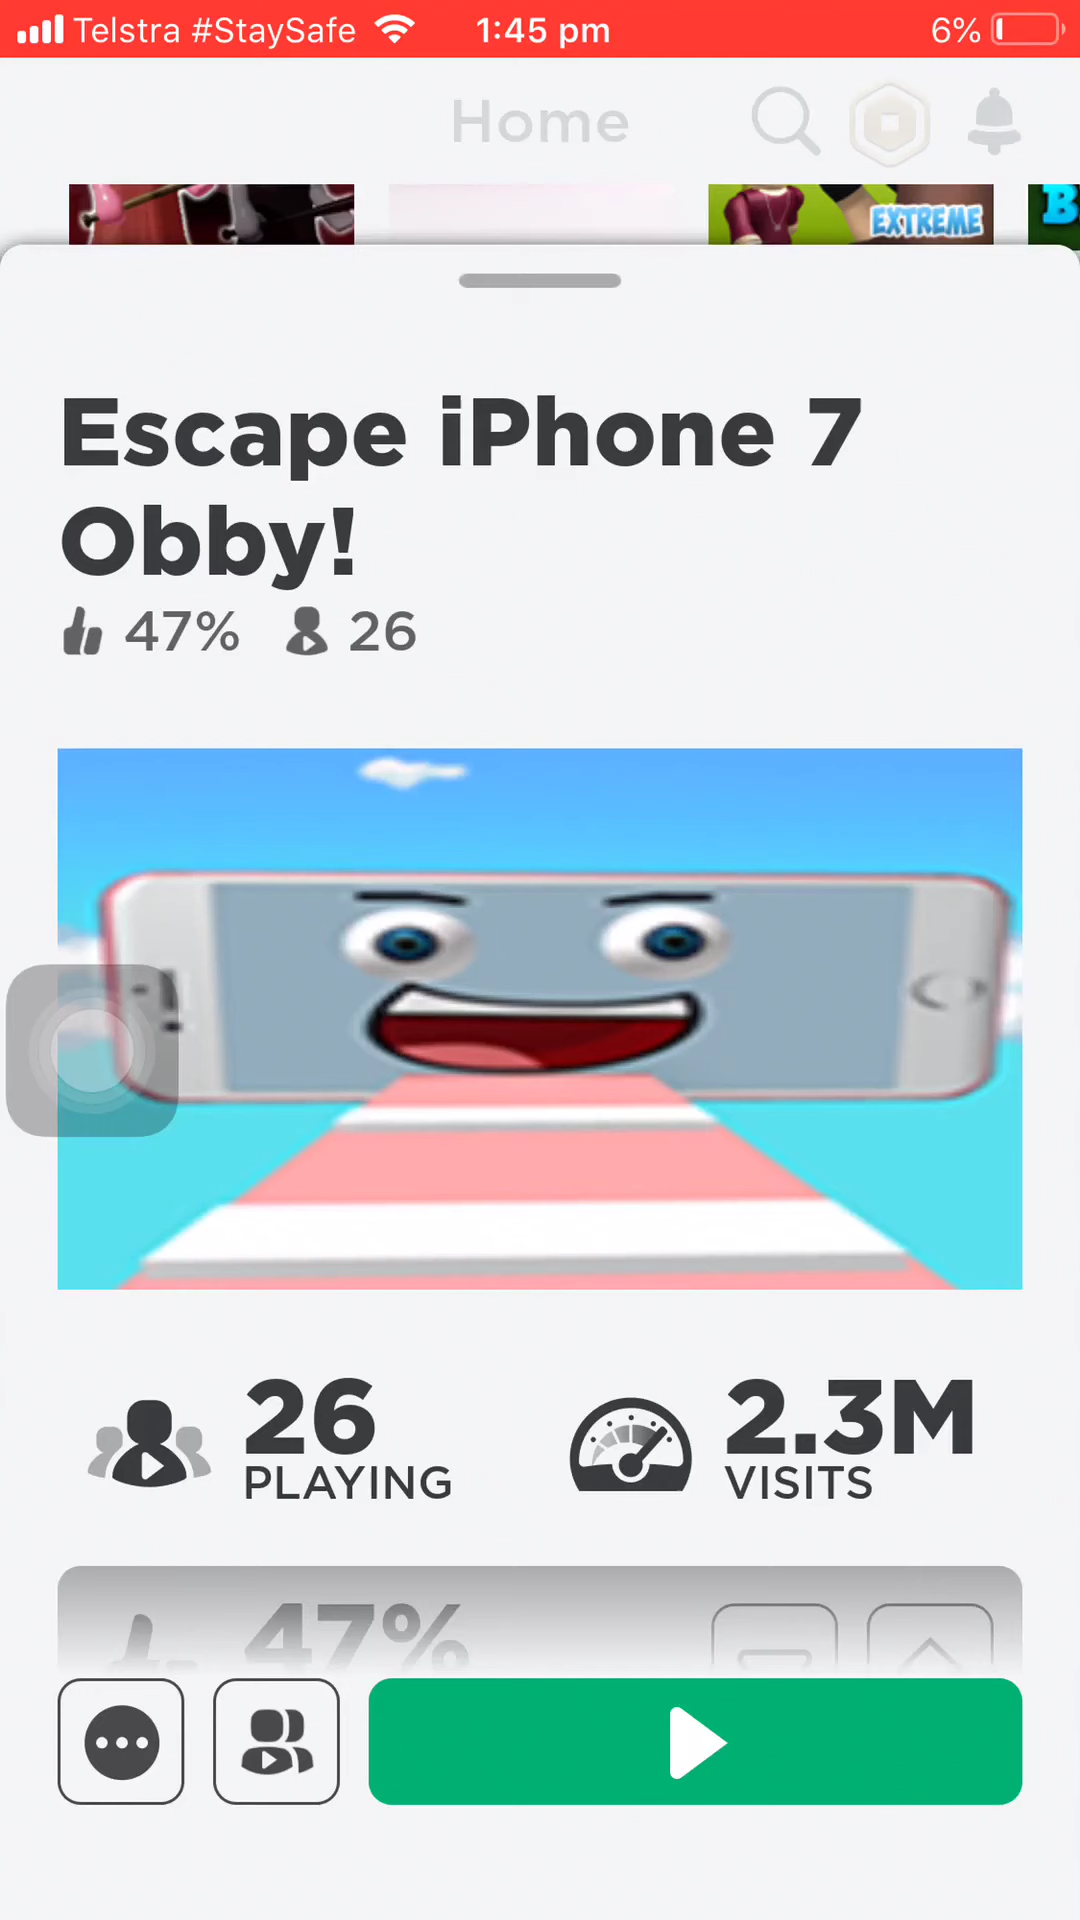 Telstra #StaySafe 1:45 pm 6%
Home
EXTREME
B
Escape iPhone 7
Obby!
47% 26
26
PLAYING
2.3M
VISITS
47%